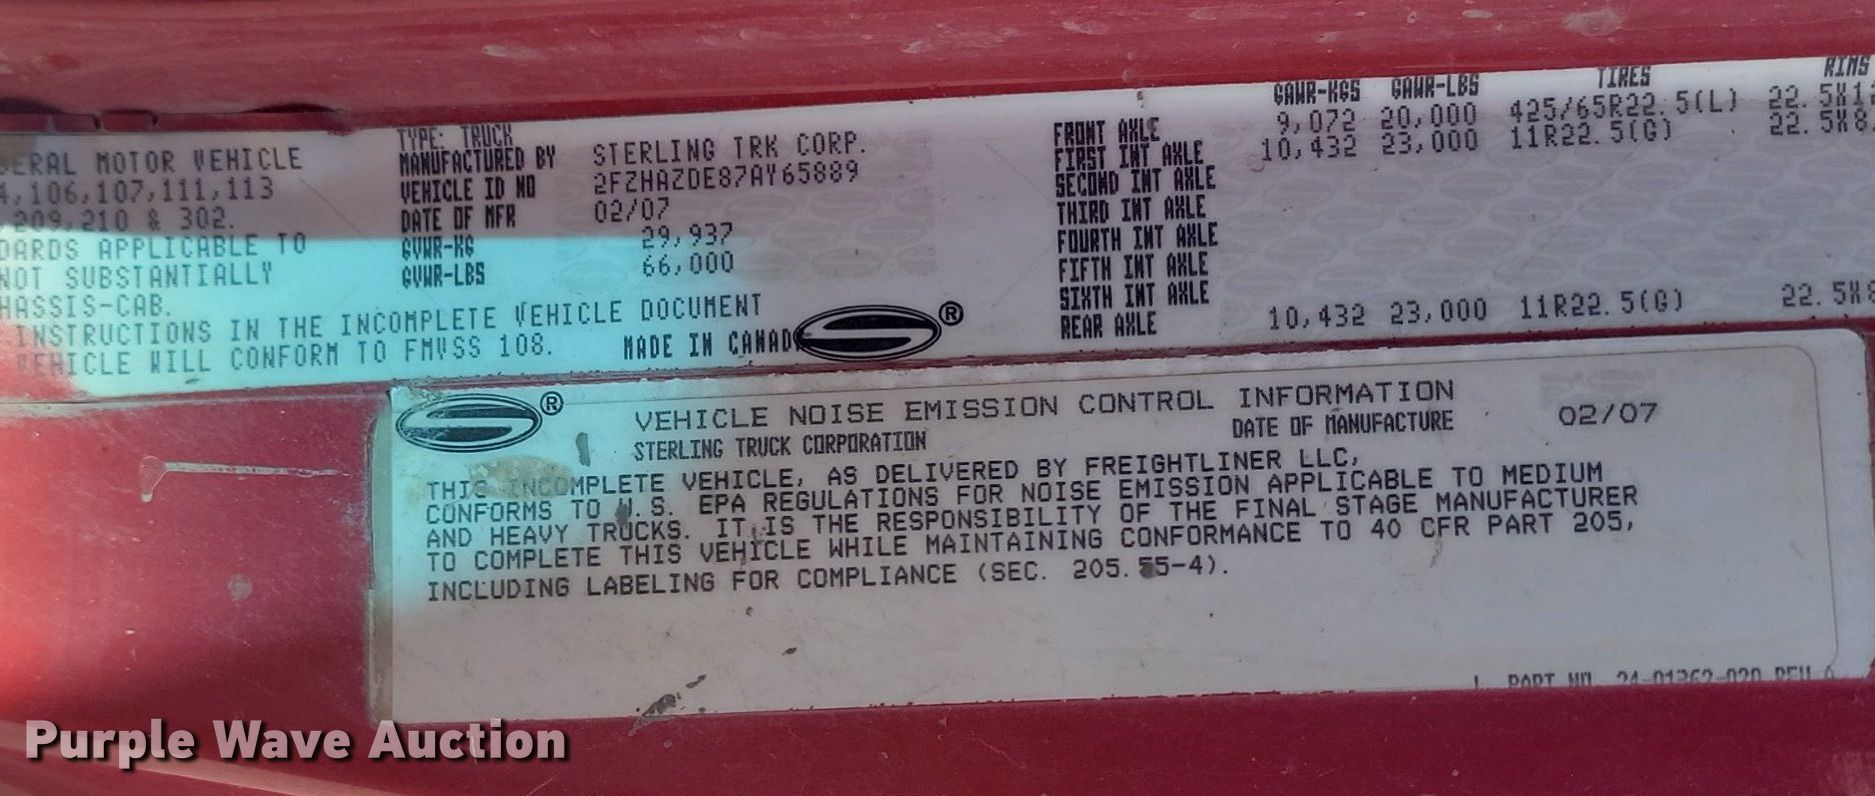 TYPE: TRUCK
MANUFACTURED BY STERLING TRK CORP.
VEHICLE ID NO 2FZHAZDE87AY65889
DATE OF MFR 02/07
GVWR-KG 29,937
GVWR-LBS 66,000
ERAL MOTOR VEHICLE
4,106,107,111,113
209,210 & 302.
DARDS APPLICABLE TO
NOT SUBSTANTIALLY
HASSIS-CAB.
INSTRUCTIONS IN THE INCOMPLETE VEHICLE DOCUMENT
VEHICLE WILL CONFORM TO FMVSS 108. MADE IN CANAD
GAWR-KGS GAWR-LBS TIRES RIMS
FRONT AXLE 9,072 20,000 425/65R22.5(L) 22.5X1
FIRST INT AXLE 10,432 23,000 11R22.5(G) 22.5X8
SECOND INT AXLE
THIRD INT AXLE
FOURTH INT AXLE
FIFTH INT AXLE
SIXTH INT AXLE
REAR AXLE 10,432 23,000 11R22.5(G) 22.5X8
®
®
VEHICLE NOISE EMISSION CONTROL INFORMATION
STERLING TRUCK CORPORATION DATE OF MANUFACTURE 02/07
THIS INCOMPLETE VEHICLE, AS DELIVERED BY FREIGHTLINER LLC,
CONFORMS TO U.S. EPA REGULATIONS FOR NOISE EMISSION APPLICABLE TO MEDIUM
AND HEAVY TRUCKS. IT IS THE RESPONSIBILITY OF THE FINAL STAGE MANUFACTURER
TO COMPLETE THIS VEHICLE WHILE MAINTAINING CONFORMANCE TO 40 CFR PART 205,
INCLUDING LABELING FOR COMPLIANCE (SEC. 205.55-4).
PART NO. 24-01362-020 REV
Purple Wave Auction